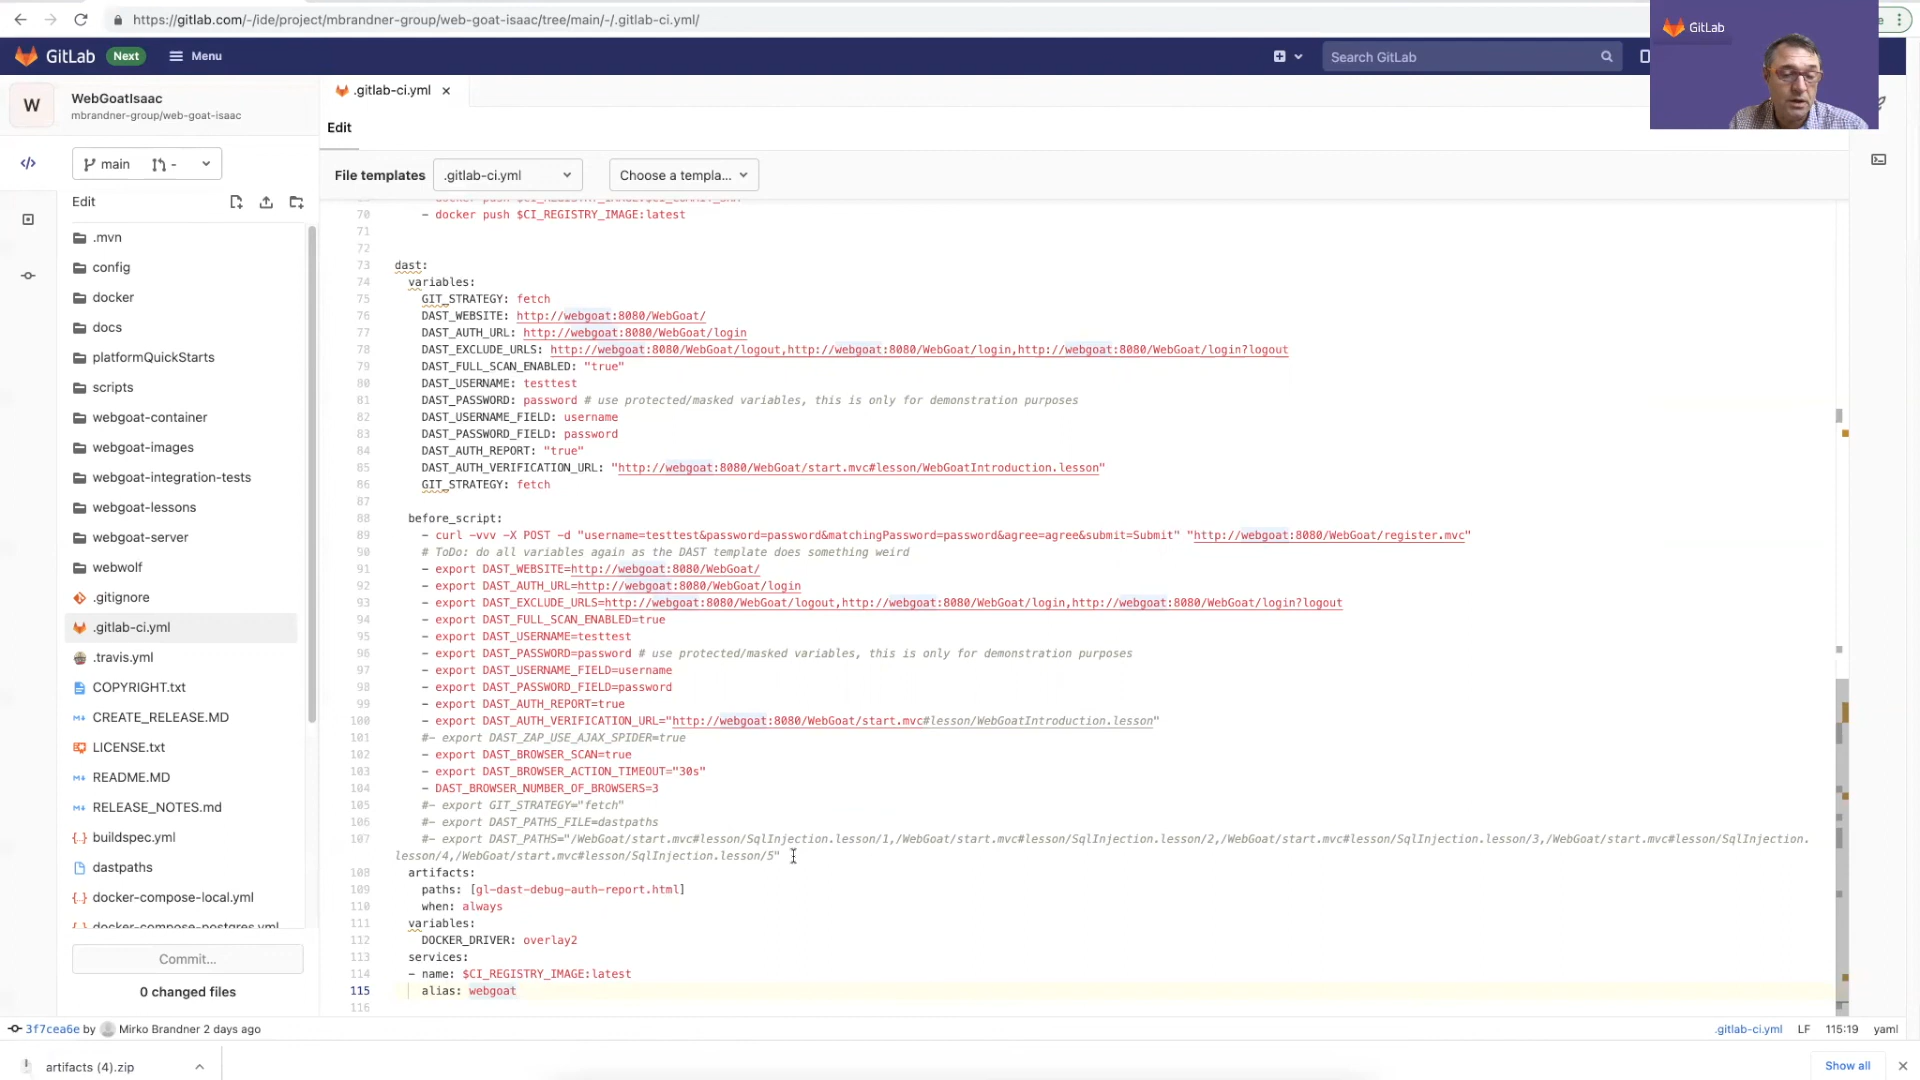 https://gitlab.com/-/ide/project/mbrandner-group/web-goat-isaac/tree/main/-/.gitlab-ci.yml/
GitLab
GitLab Next Menu Search GitLab
W WebGoatIsaac
mbrandner-group/web-goat-isaac
.gitlab-ci.yml
Edit
main -
File templates .gitlab-ci.yml Choose a templa...
Edit
.mvn
config
docker
docs
platformQuickStarts
scripts
webgoat-container
webgoat-images
webgoat-integration-tests
webgoat-lessons
webgoat-server
webwolf
.gitignore
.gitlab-ci.yml
.travis.yml
COPYRIGHT.txt
CREATE_RELEASE.MD
LICENSE.txt
README.MD
RELEASE_NOTES.md
buildspec.yml
dastpaths
docker-compose-local.yml
docker-compose-postgres.yml
Commit...
0 changed files
70 - docker push $CI_REGISTRY_IMAGE:latest
71
72
73 dast:
74 variables:
75 GIT_STRATEGY: fetch
76 DAST_WEBSITE: http://webgoat:8080/WebGoat/
77 DAST_AUTH_URL: http://webgoat:8080/WebGoat/login
78 DAST_EXCLUDE_URLS: http://webgoat:8080/WebGoat/logout,http://webgoat:8080/WebGoat/login,http://webgoat:8080/WebGoat/login?logout
79 DAST_FULL_SCAN_ENABLED: "true"
80 DAST_USERNAME: testtest
81 DAST_PASSWORD: password # use protected/masked variables, this is only for demonstration purposes
82 DAST_USERNAME_FIELD: username
83 DAST_PASSWORD_FIELD: password
84 DAST_AUTH_REPORT: "true"
85 DAST_AUTH_VERIFICATION_URL: "http://webgoat:8080/WebGoat/start.mvc#lesson/WebGoatIntroduction.lesson"
86 GIT_STRATEGY: fetch
87
88 before_script:
89 - curl -vvv -X POST -d "username=testtest&password=password&matchingPassword=password&agree=agree&submit=Submit" "http://webgoat:8080/WebGoat/register.mvc"
90 # ToDo: do all variables again as the DAST template does something weird
91 - export DAST_WEBSITE=http://webgoat:8080/WebGoat/
92 - export DAST_AUTH_URL=http://webgoat:8080/WebGoat/login
93 - export DAST_EXCLUDE_URLS=http://webgoat:8080/WebGoat/logout,http://webgoat:8080/WebGoat/login,http://webgoat:8080/WebGoat/login?logout
94 - export DAST_FULL_SCAN_ENABLED=true
95 - export DAST_USERNAME=testtest
96 - export DAST_PASSWORD=password # use protected/masked variables, this is only for demonstration purposes
97 - export DAST_USERNAME_FIELD=username
98 - export DAST_PASSWORD_FIELD=password
99 - export DAST_AUTH_REPORT=true
100 - export DAST_AUTH_VERIFICATION_URL="http://webgoat:8080/WebGoat/start.mvc#lesson/WebGoatIntroduction.lesson"
101 #- export DAST_ZAP_USE_AJAX_SPIDER=true
102 - export DAST_BROWSER_SCAN=true
103 - export DAST_BROWSER_ACTION_TIMEOUT="30s"
104 - DAST_BROWSER_NUMBER_OF_BROWSERS=3
105 #- export GIT_STRATEGY="fetch"
106 #- export DAST_PATHS_FILE=dastpaths
107 #- export DAST_PATHS="/WebGoat/start.mvc#lesson/SqlInjection.lesson/1,/WebGoat/start.mvc#lesson/SqlInjection.lesson/2,/WebGoat/start.mvc#lesson/SqlInjection.lesson/3,/WebGoat/start.mvc#lesson/SqlInjection.
lesson/4,/WebGoat/start.mvc#lesson/SqlInjection.lesson/5"
108 artifacts:
109 paths: [gl-dast-debug-auth-report.html]
110 when: always
111 variables:
112 DOCKER_DRIVER: overlay2
113 services:
114 - name: $CI_REGISTRY_IMAGE:latest
115 alias: webgoat
116
3f7cea6e by Mirko Brandner 2 days ago .gitlab-ci.yml LF 115:19 yaml
artifacts (4).zip Show all